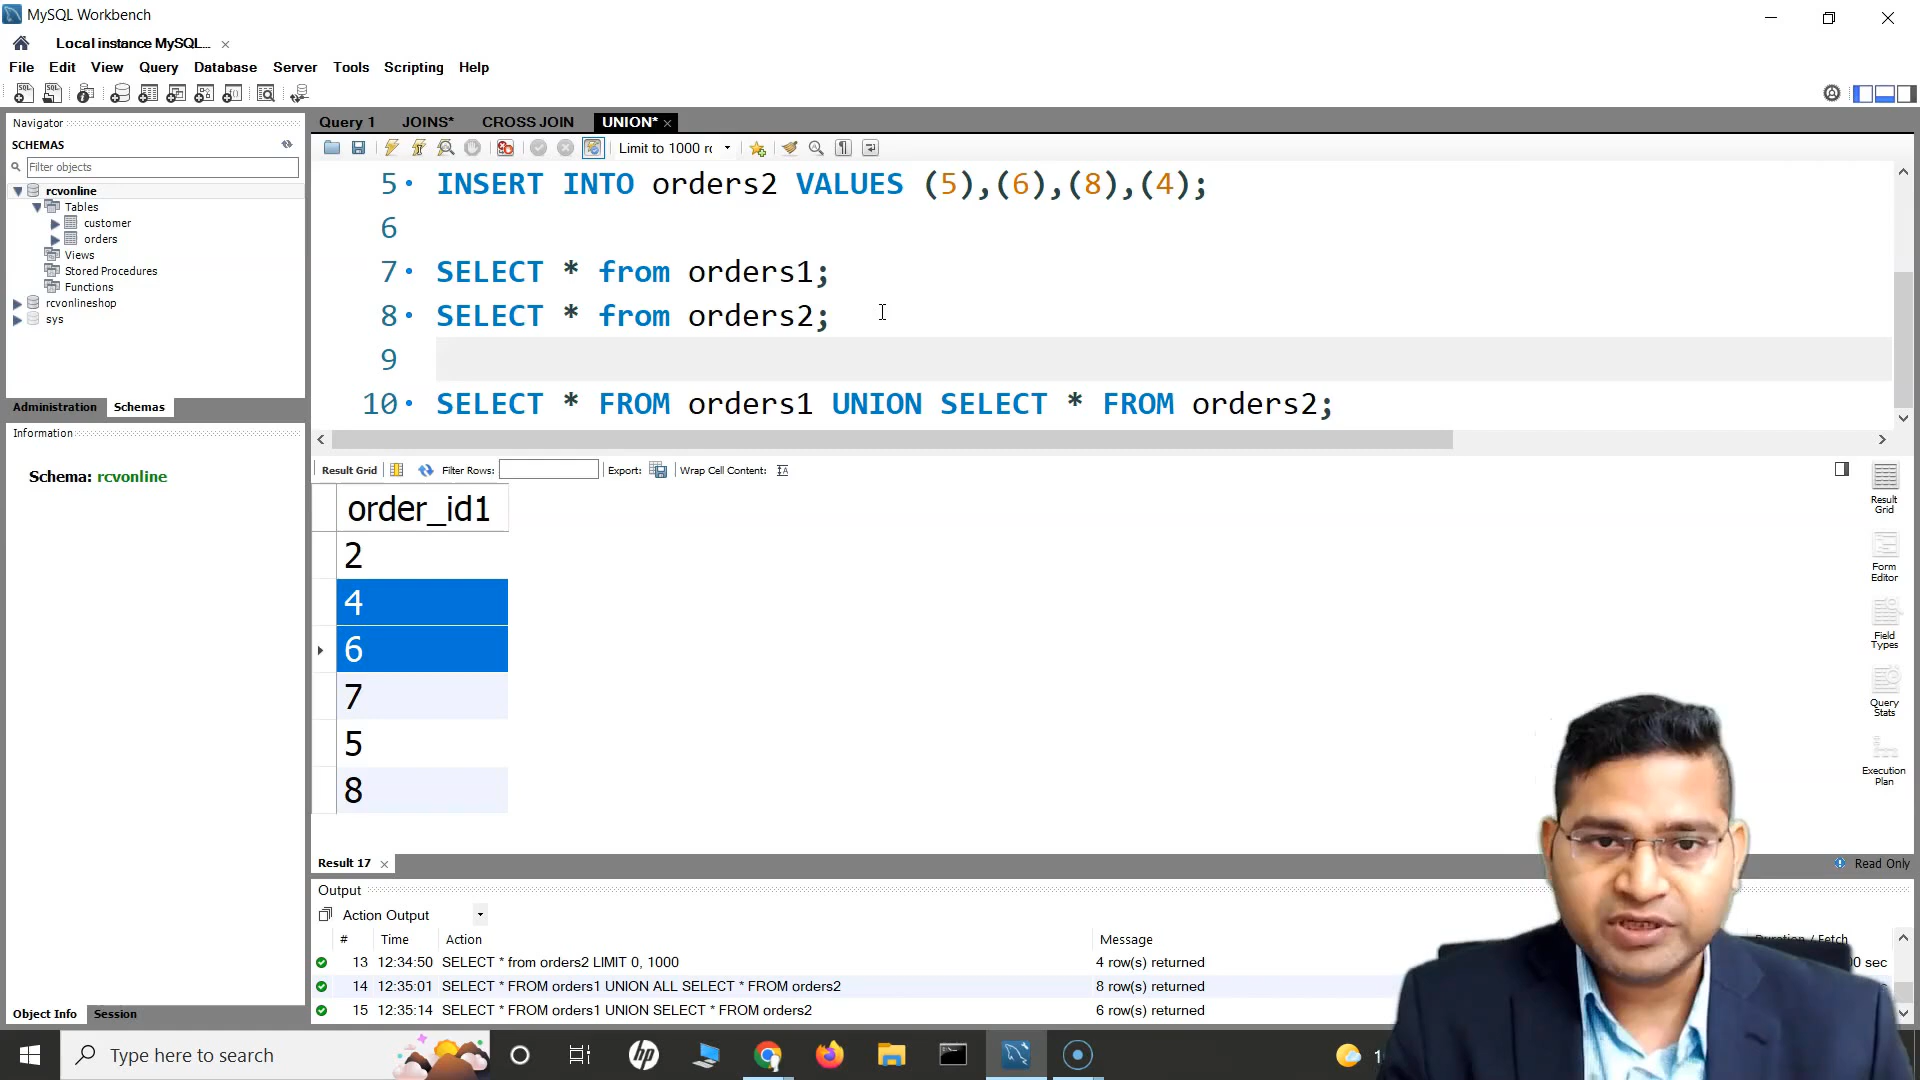 MySQL Workbench
Local instance MySQL... ×
File Edit View Query Database Server Tools Scripting Help
Navigator
SCHEMAS
Filter objects
rcvonline
Tables
customer
orders
Views
Stored Procedures
Functions
rcvonlineshop
sys
Administration Schemas
Information
Schema: rcvonline
Object Info Session
Query 1 JOINS* CROSS JOIN UNION* ×
Limit to 1000 rc
5 INSERT INTO orders2 VALUES (5),(6),(8),(4);
6
7 SELECT * from orders1;
8 SELECT * from orders2;
9
10 SELECT * FROM orders1 UNION SELECT * FROM orders2;
Result Grid Filter Rows: Export: Wrap Cell Content:
order_id1
2
4
6
7
5
8
Result Grid
Form Editor
Field Types
Query Stats
Execution Plan
Result 17 × Read Only
Output
Action Output
# Time Action Message Duration / Fetch
13 12:34:50 SELECT * from orders2 LIMIT 0, 1000 4 row(s) returned 0 sec
14 12:35:01 SELECT * FROM orders1 UNION ALL SELECT * FROM orders2 8 row(s) returned
15 12:35:14 SELECT * FROM orders1 UNION SELECT * FROM orders2 6 row(s) returned
Type here to search hp 1